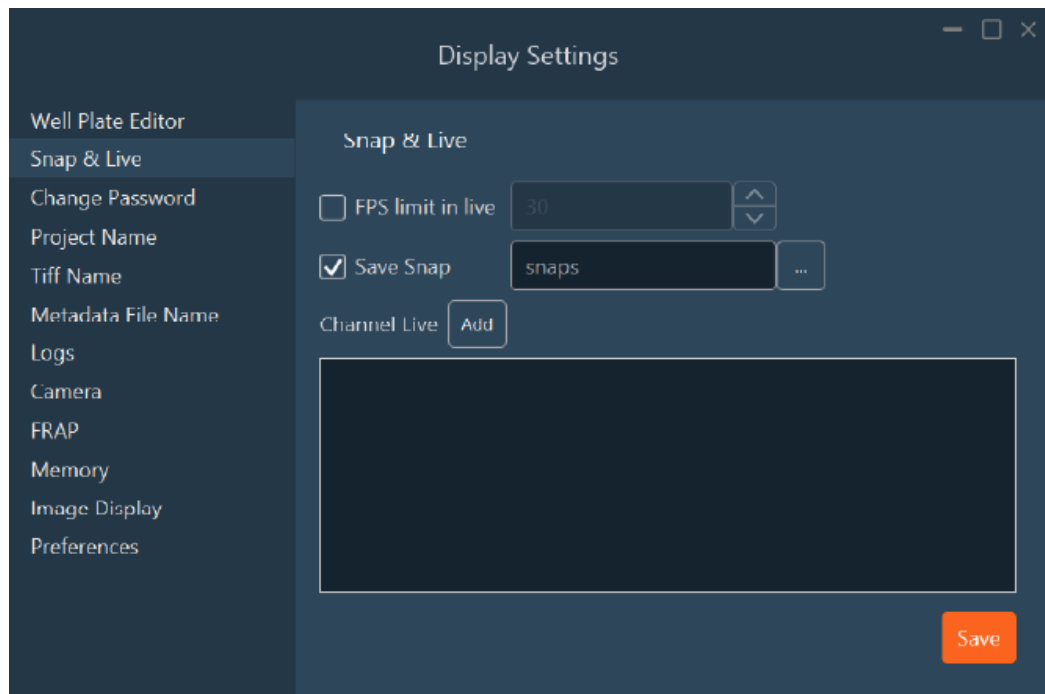 Display Settings
Well Plate Editor
Snap & Live
Change Password
Project Name
Tiff Name
Metadata File Name
Logs
Camera
FRAP
Memory
Image Display
Preferences
Snap & Live
FPS limit in live 30
Save Snap snaps ...
Channel Live Add
Save